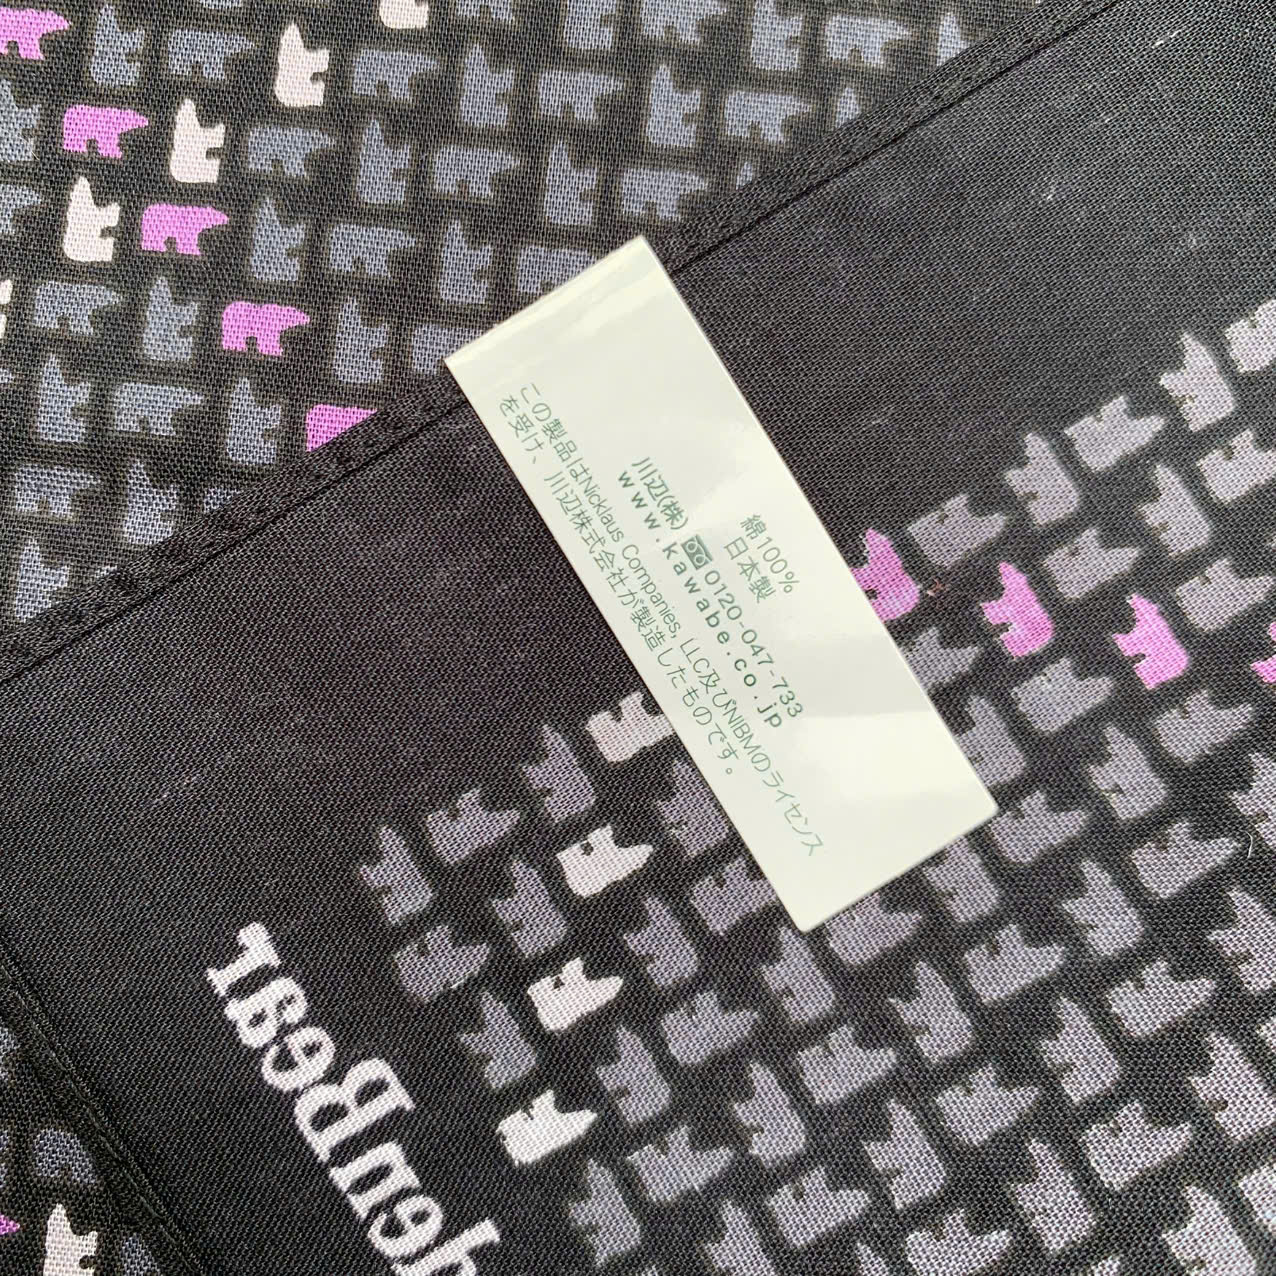 綿100%
日本製
川辺(株) 0120-047-733
www.kawabe.co.jp
この製品はNicklaus Companies, LLC及びNIBMのライセンス
を受け、川辺株式会社が製造したものです。
den Bear